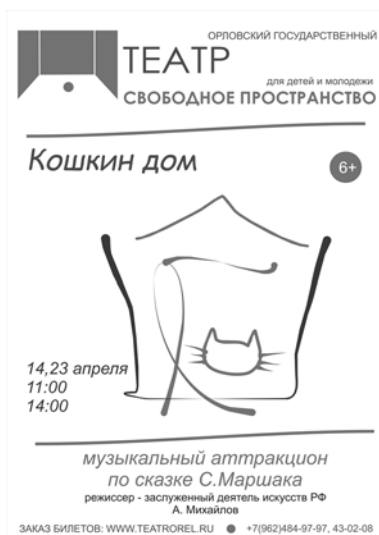 ОРЛОВСКИЙ ГОСУДАРСТВЕННЫЙ
ТЕАТР
для детей и молодежи
СВОБОДНОЕ ПРОСТРАНСТВО
Кошкин дом
6+
14,23 апреля
11:00
14:00
музыкальный аттракцион
по сказке С.Маршака
режиссер - заслуженный деятель искусств РФ
А. Михайлов
ЗАКАЗ БИЛЕТОВ: WWW.TEATROREL.RU ● +7(962)484-97-97, 43-02-08